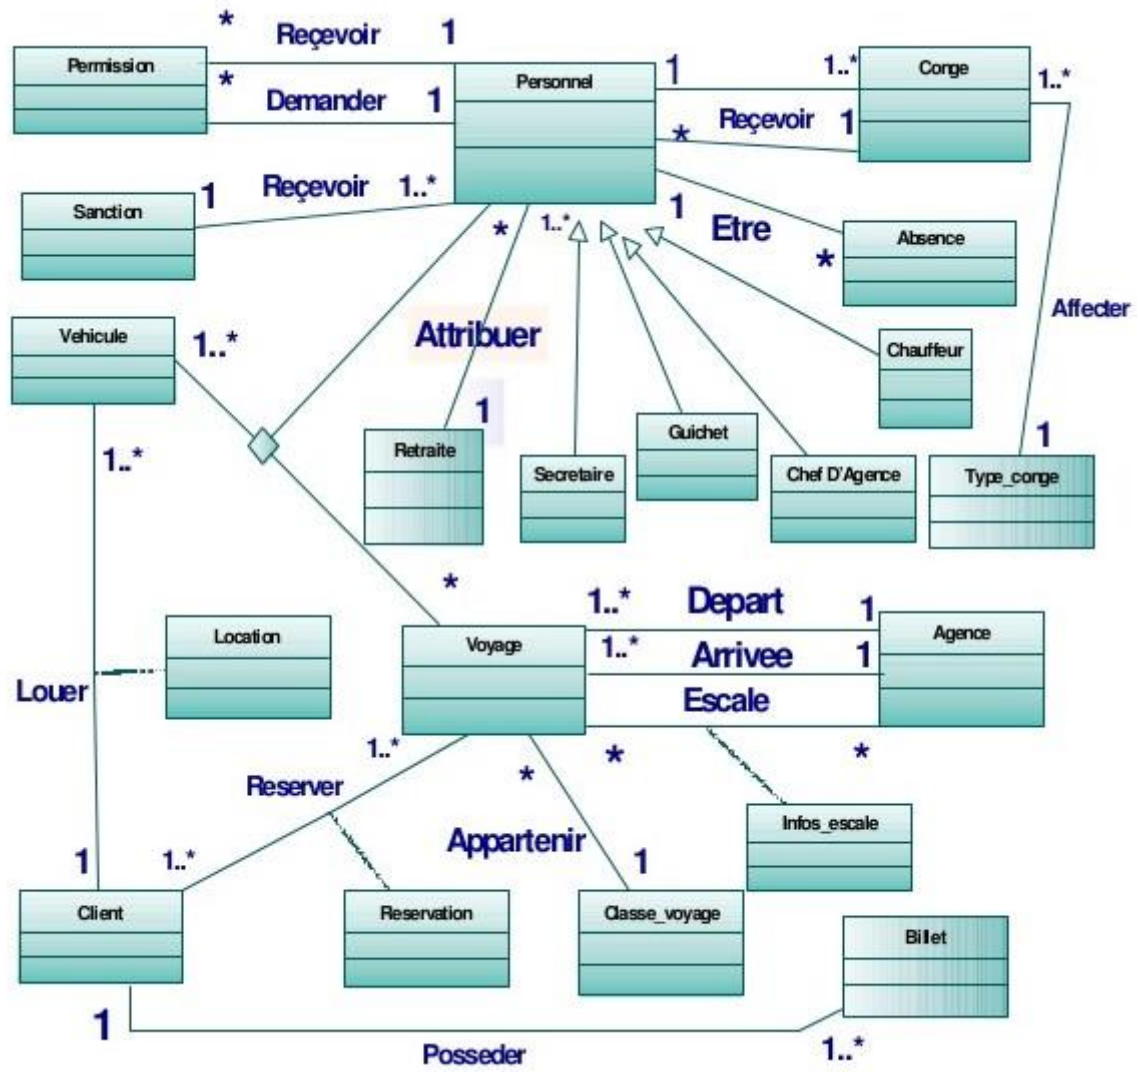 * Reçevoir 1
Permission
Personnel
Conge
1 1..* 1..*
* Demander 1
Reçevoir 1
*
Sanction
1 Reçevoir 1..*
* 1..* 1 Etre
Absence
*
Affecter
Vehicule
1..*
Attribuer
Chauffeur
1
1
Retraite
Guichet
Secretaire
Chef D'Agence
Type_conge
1..*
*
1..* Depart 1
Location
Voyage
Agence
1..* Arrivee 1
Louer
Escale
1..* * *
*
Reserver
Appartenir
Infos_escale
1 1..* 1
Client
Reservation
Classe_voyage
Billet
1
Posseder
1..*